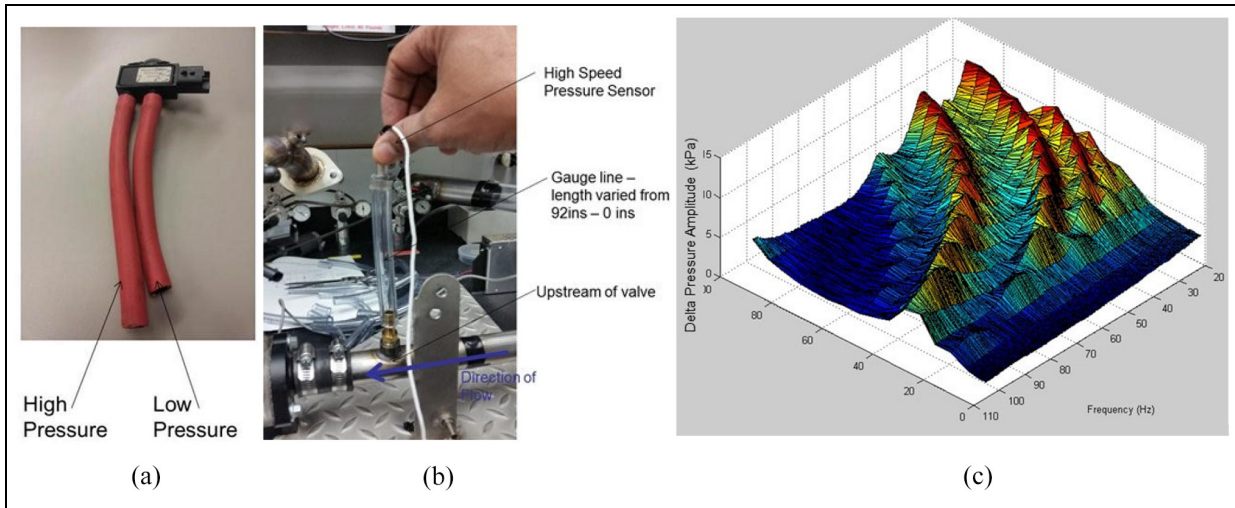 High
Pressure
Low
Pressure
(a)
High Speed
Pressure Sensor
Gauge line –
length varied from
92ins – 0 ins
Upstream of valve
Direction of
Flow
(b)
Delta Pressure Amplitude (kPa)
15
10
5
0
00
80
60
40
20
0
110
100
90
80
70
60
50
40
30
20
Frequency (Hz)
(c)